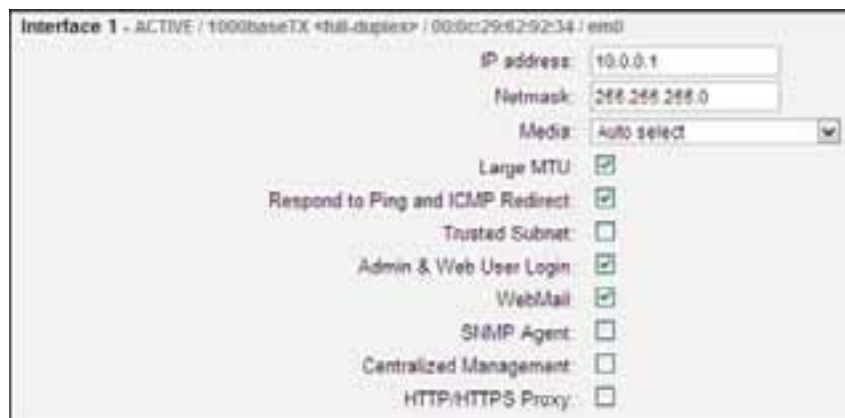 Interface 1 - ACTIVE / 1000baseTX <full-duplex> / 00:0c:29:62:92:34 / em0
IP address: 10.0.0.1
Netmask: 255.255.255.0
Media: Auto select
Large MTU
Respond to Ping and ICMP Redirect:
Trusted Subnet:
Admin & Web User Login:
WebMail
SNMP Agent:
Centralized Management:
HTTP/HTTPS Proxy: